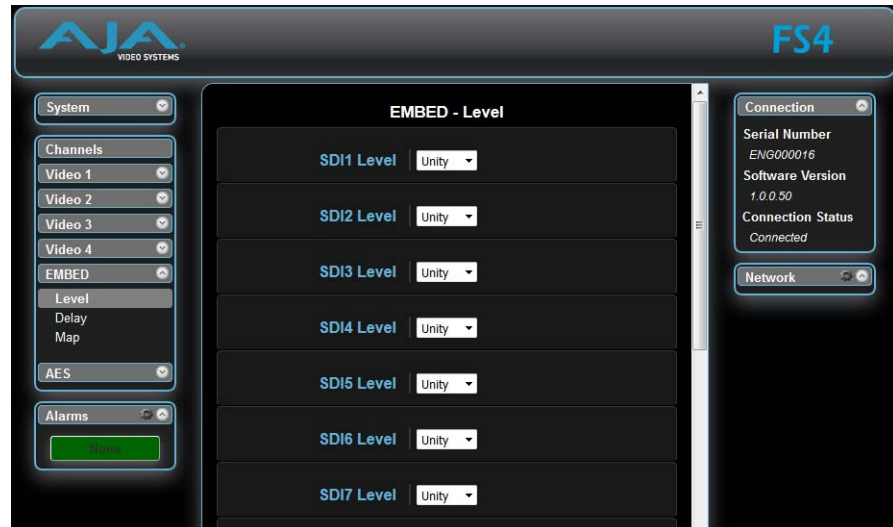 AJA
VIDEO SYSTEMS
FS4
System
Channels
Video 1
Video 2
Video 3
Video 4
EMBED
Level
Delay
Map
AES
Alarms
None
EMBED - Level
SDI1 Level Unity
SDI2 Level Unity
SDI3 Level Unity
SDI4 Level Unity
SDI5 Level Unity
SDI6 Level Unity
SDI7 Level Unity
Connection
Serial Number
ENG000016
Software Version
1.0.0.50
Connection Status
Connected
Network